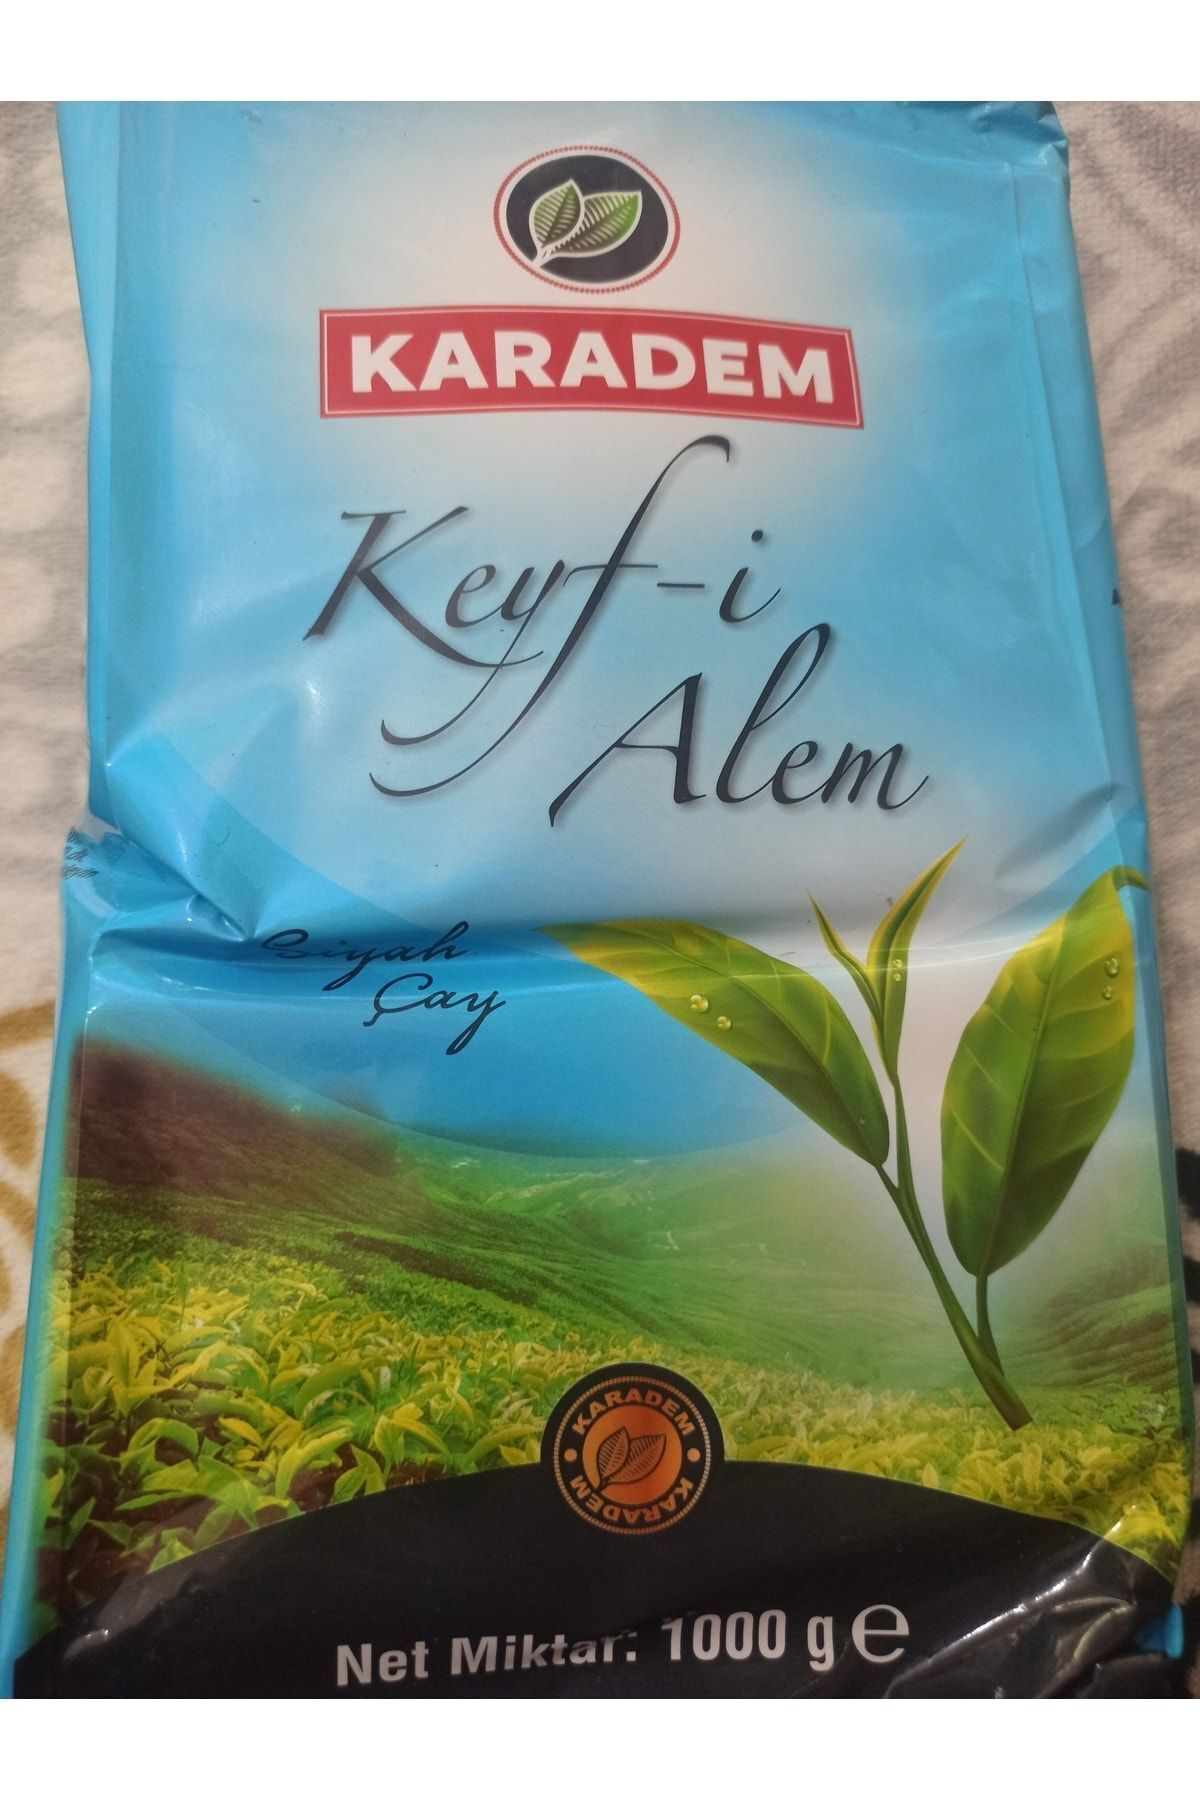 KARADEM
Keyf-i
Alem
Siyah
Çay
KARADEM
KARADEM
Net Miktar: 1000 g e